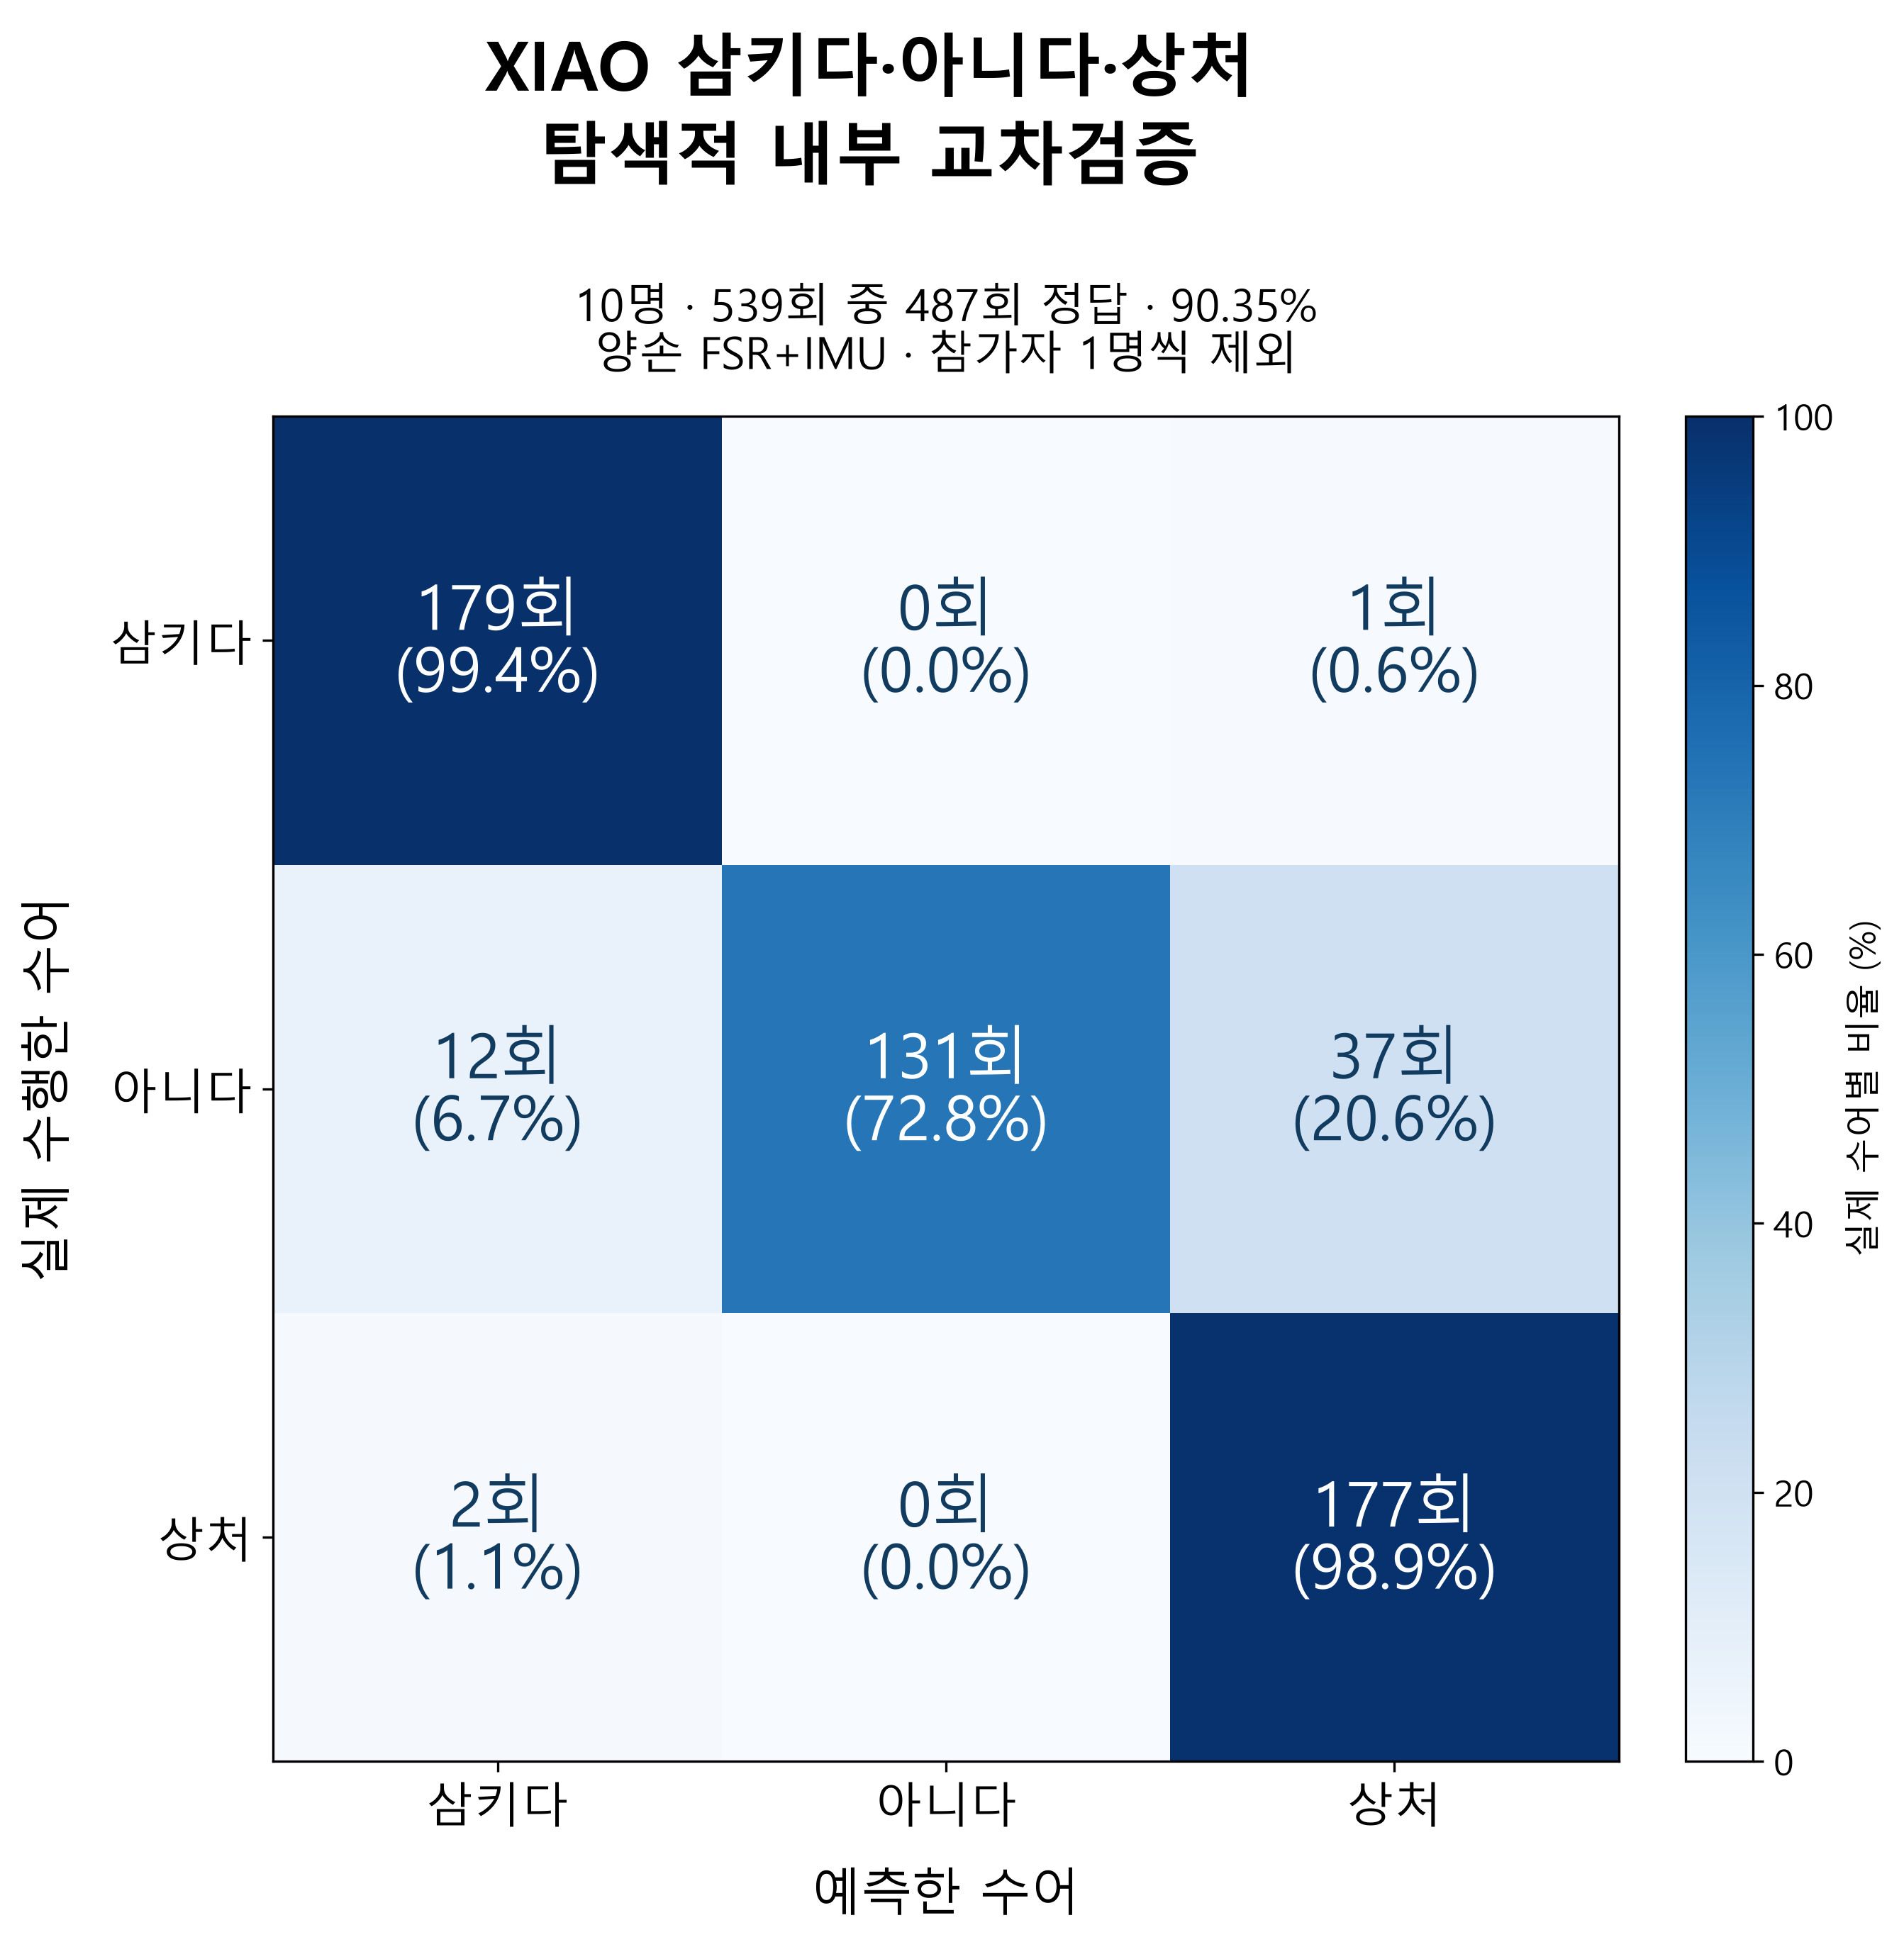 XIAO 삼키다·아니다·상처
탐색적 내부 교차검증
10명 · 539회 중 487회 정답 · 90.35%
양손 FSR+IMU · 참가자 1명씩 제외
실제 수행한 수어
삼키다
179회
(99.4%)
0회
(0.0%)
1회
(0.6%)
아니다
12회
(6.7%)
131회
(72.8%)
37회
(20.6%)
상처
2회
(1.1%)
0회
(0.0%)
177회
(98.9%)
삼키다
아니다
상처
예측한 수어
100
80
60
40
20
0
실제 수어별 비율 (%)